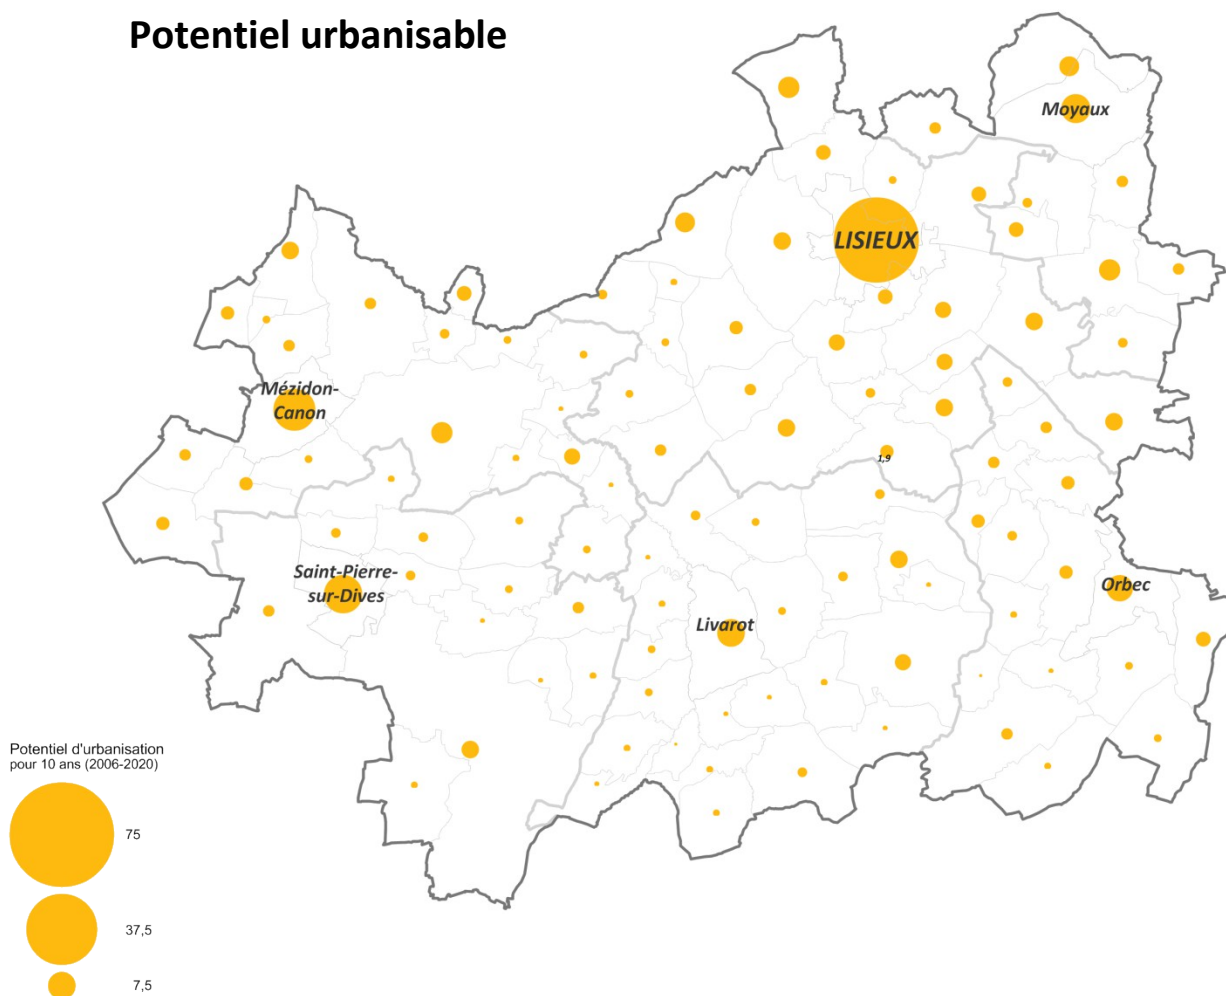 Potentiel urbanisable
Moyaux
LISIEUX
Mézidon-
Canon
1,9
Saint-Pierre-
sur-Dives
Orbec
Livarot
Potentiel d'urbanisation
pour 10 ans (2006-2020)
75
37,5
7,5